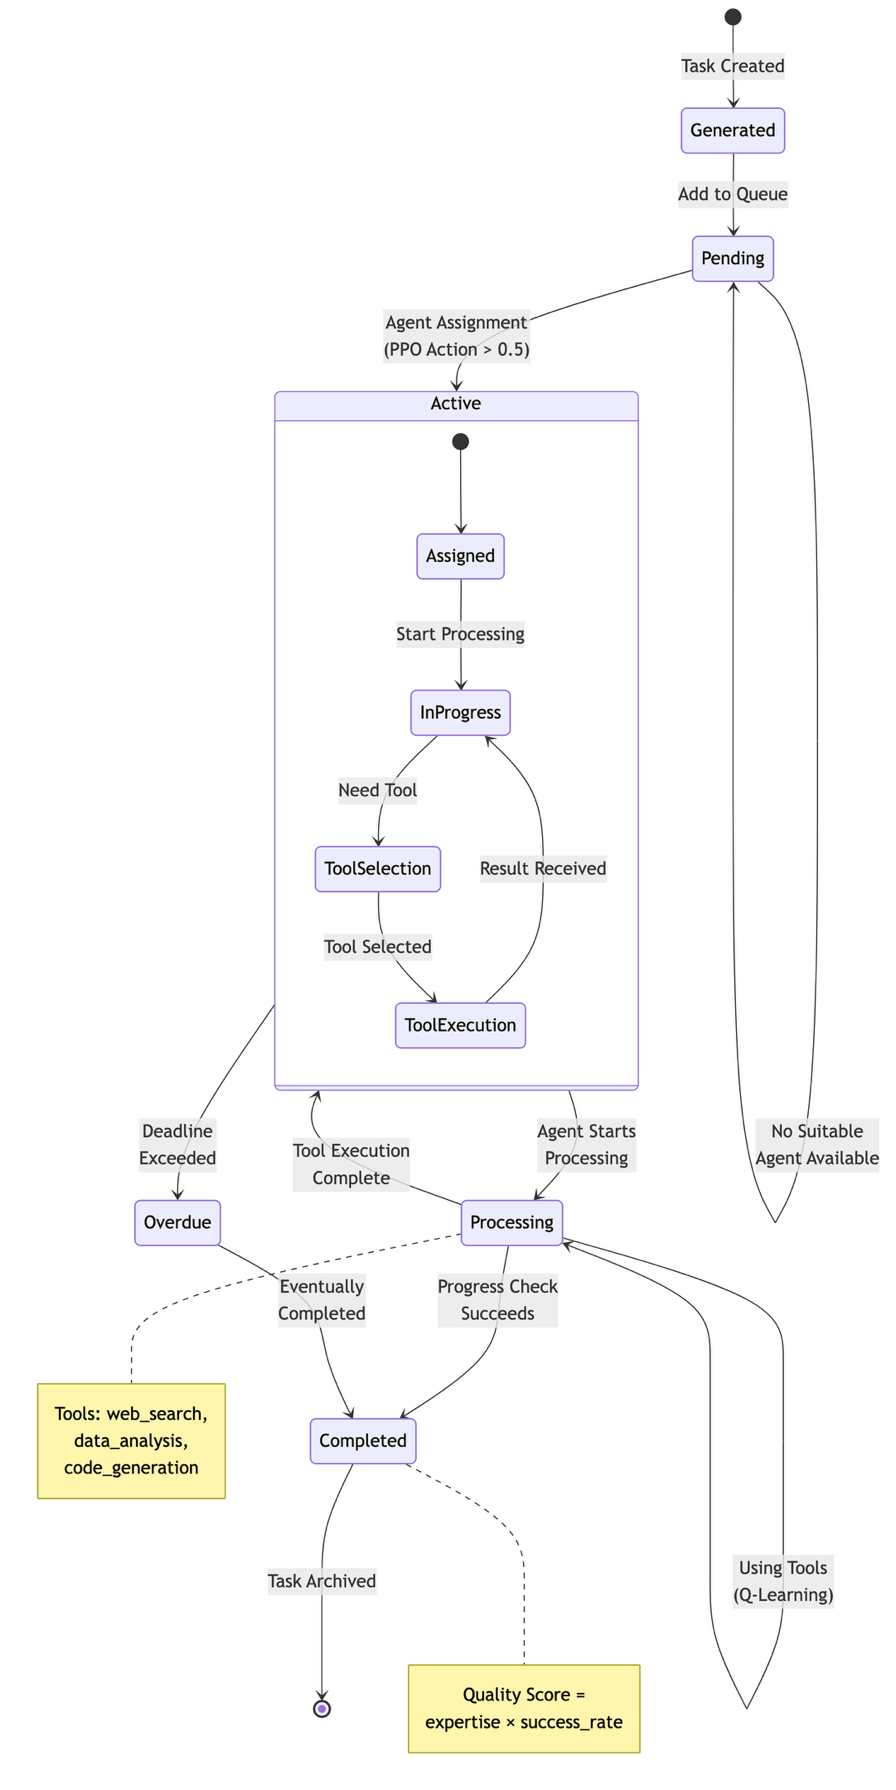 Task Created
Generated
Add to Queue
Pending
Agent Assignment
(PPO Action > 0.5)
Active
Assigned
Start Processing
InProgress
Need Tool
ToolSelection
Result Received
Tool Selected
ToolExecution
Deadline
Exceeded
Tool Execution
Complete
Agent Starts
Processing
No Suitable
Agent Available
Overdue
Processing
Eventually
Completed
Progress Check
Succeeds
Tools: web_search,
data_analysis,
code_generation
Completed
Task Archived
Using Tools
(Q-Learning)
Quality Score =
expertise × success_rate